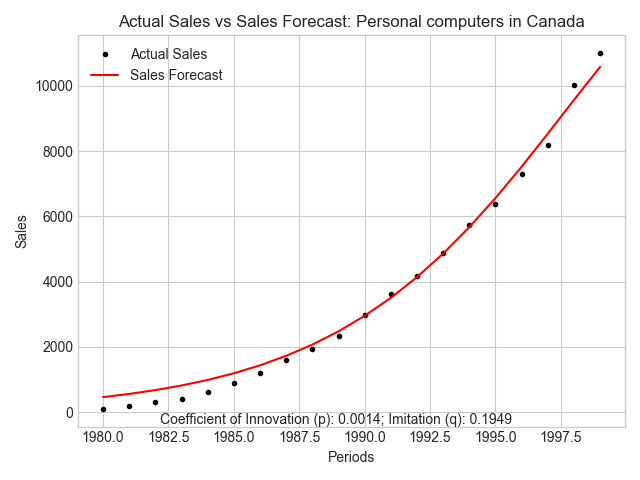 Actual Sales vs Sales Forecast: Personal computers in Canada
Actual Sales
Sales Forecast
10000
8000
6000
4000
2000
0
Sales
Coefficient of Innovation (p): 0.0014; Imitation (q): 0.1949
1980.0 1982.5 1985.0 1987.5 1990.0 1992.5 1995.0 1997.5
Periods